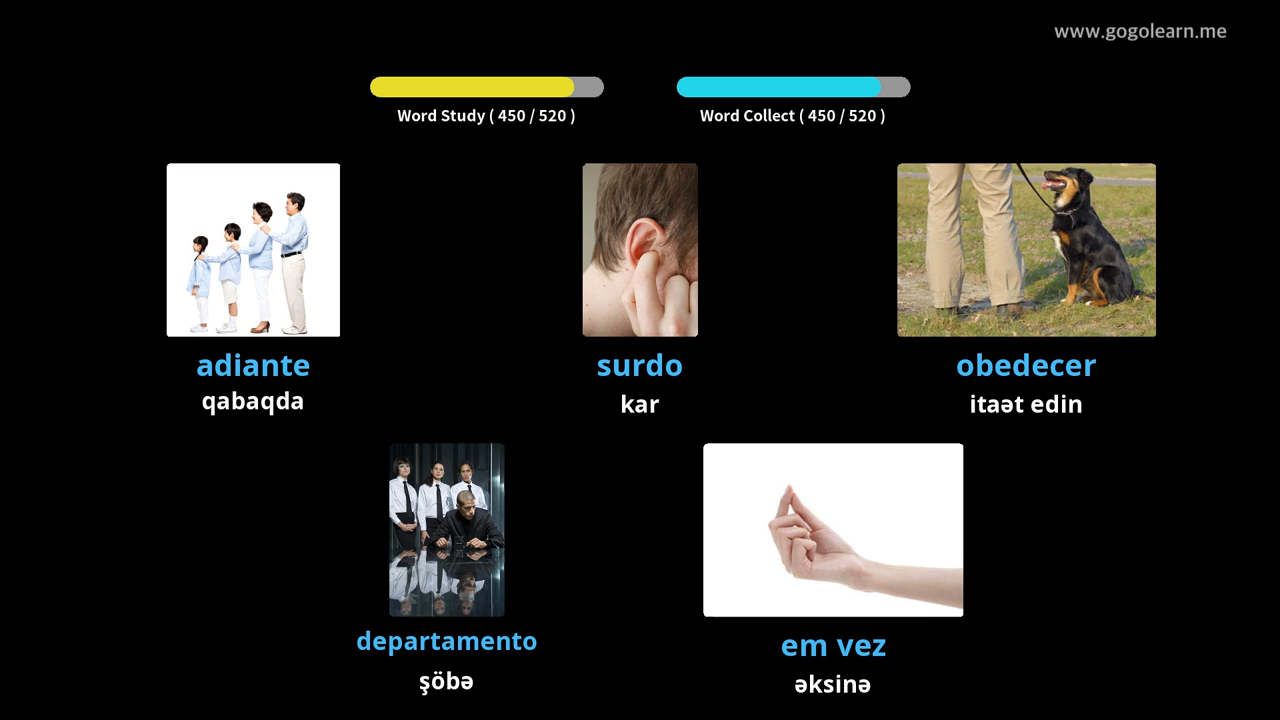 www.gogolearn.me
Word Study ( 450 / 520 )
Word Collect ( 450 / 520 )
adiante
qabaqda
surdo
kar
obedecer
itaət edin
departamento
şöbə
em vez
əksinə